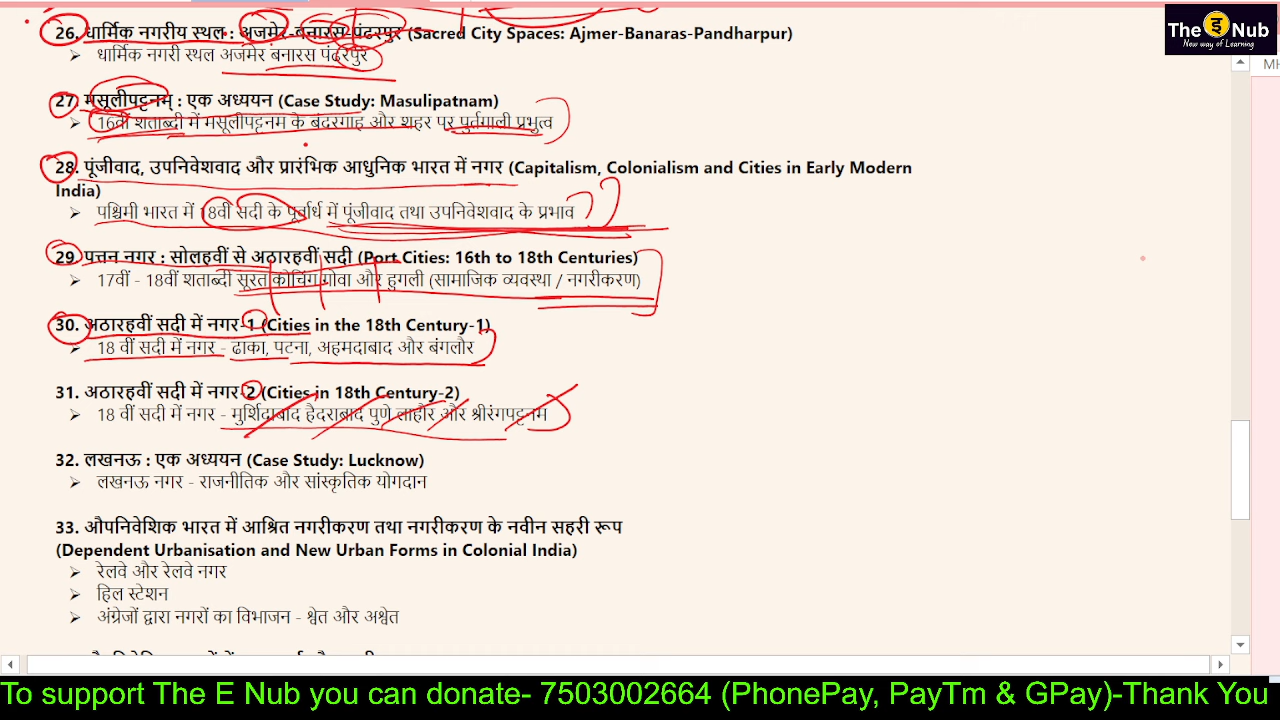 The इ Nub
New way of Learning
26. धार्मिक नगरीय स्थल : अजमेर-बनारस-पंढरपुर (Sacred City Spaces: Ajmer-Banaras-Pandharpur)
➢ धार्मिक नगरी स्थल अजमेर बनारस पंढरपुर
MH
27. मसूलीपट्टनम् : एक अध्ययन (Case Study: Masulipatnam)
➢ 16वीं शताब्दी में मसूलीपट्टनम के बंदरगाह और शहर पर पुर्तगाली प्रभुत्व
28. पूंजीवाद, उपनिवेशवाद और प्रारंभिक आधुनिक भारत में नगर (Capitalism, Colonialism and Cities in Early Modern
India)
➢ पश्चिमी भारत में 18वीं सदी के पूर्वार्ध में पूंजीवाद तथा उपनिवेशवाद के प्रभाव
29. पत्तन नगर : सोलहवीं से अठारहवीं सदी (Port Cities: 16th to 18th Centuries)
➢ 17वीं - 18वीं शताब्दी सूरत कोचिंग गोवा और हुगली (सामाजिक व्यवस्था / नगरीकरण)
30. अठारहवीं सदी में नगर-1 (Cities in the 18th Century-1)
➢ 18 वीं सदी में नगर - ढाका, पटना, अहमदाबाद और बंगलौर
31. अठारहवीं सदी में नगर-2 (Cities in 18th Century-2)
➢ 18 वीं सदी में नगर - मुर्शिदाबाद हैदराबाद पुणे लाहौर और श्रीरंगपट्टनम
32. लखनऊ : एक अध्ययन (Case Study: Lucknow)
➢ लखनऊ नगर - राजनीतिक और सांस्कृतिक योगदान
33. औपनिवेशिक भारत में आश्रित नगरीकरण तथा नगरीकरण के नवीन सहरी रूप
(Dependent Urbanisation and New Urban Forms in Colonial India)
➢ रेलवे और रेलवे नगर
➢ हिल स्टेशन
➢ अंग्रेजों द्वारा नगरों का विभाजन - श्वेत और अश्वेत
To support The E Nub you can donate- 7503002664 (PhonePay, PayTm & GPay)-Thank You